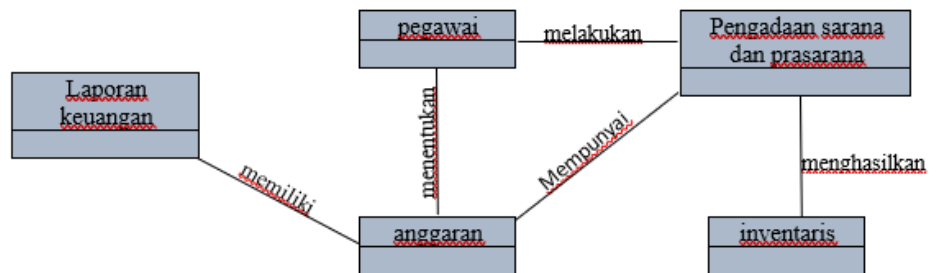 pegawai
melakukan
Pengadaan sarana
dan prasarana
Laporan
keuangan
menentukan
Mempunyai
memiliki
menghasilkan
anggaran
inventaris